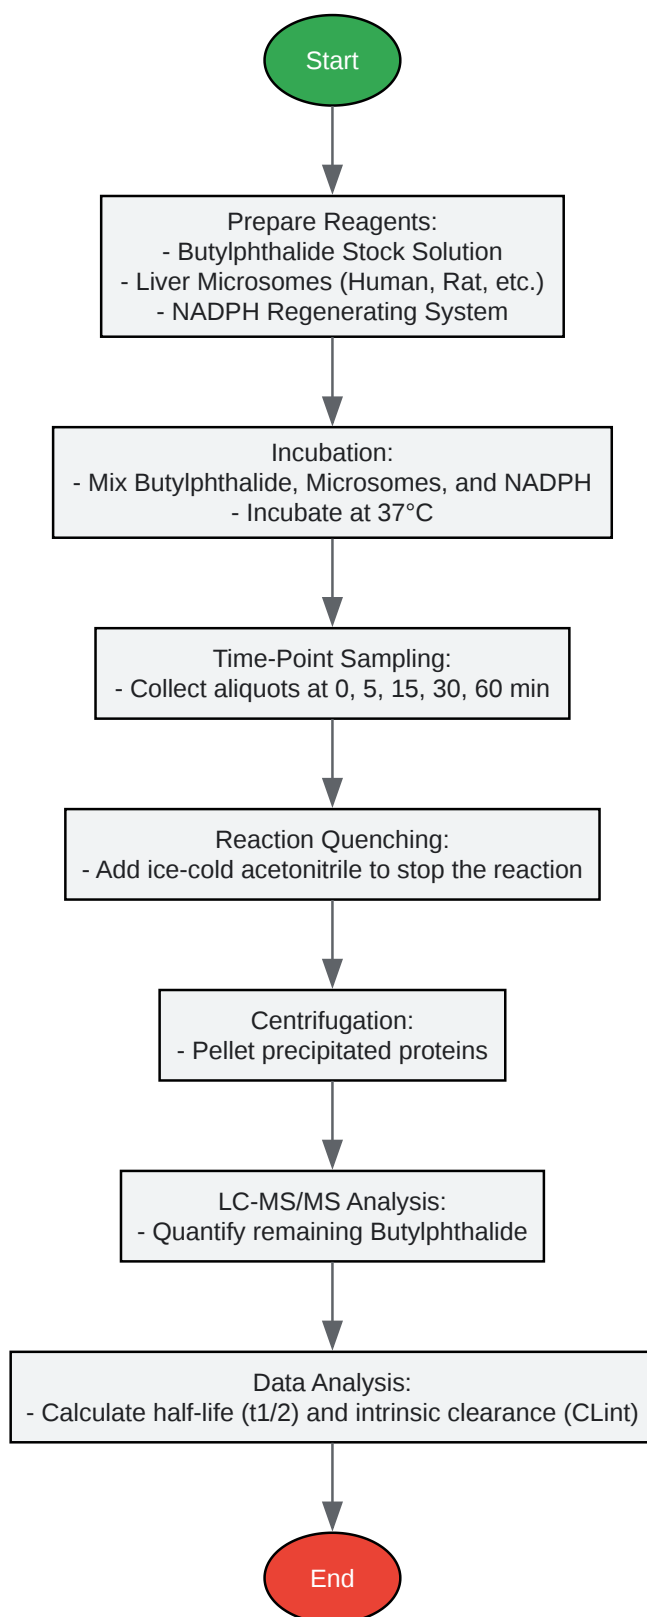 Start
Prepare Reagents:
- Butylphthalide Stock Solution
- Liver Microsomes (Human, Rat, etc.)
- NADPH Regenerating System
Incubation:
- Mix Butylphthalide, Microsomes, and NADPH
- Incubate at 37°C
Time-Point Sampling:
- Collect aliquots at 0, 5, 15, 30, 60 min
Reaction Quenching:
- Add ice-cold acetonitrile to stop the reaction
Centrifugation:
- Pellet precipitated proteins
LC-MS/MS Analysis:
- Quantify remaining Butylphthalide
Data Analysis:
- Calculate half-life (t1/2) and intrinsic clearance (CLint)
End